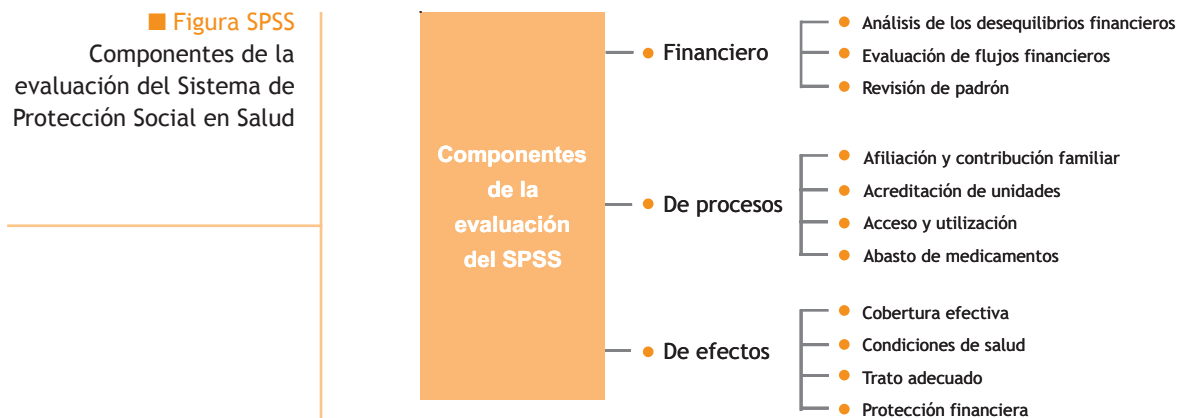 Figura SPSS
Componentes de la
evaluación del Sistema de
Protección Social en Salud
Componentes
de la
evaluación
del SPSS
Financiero
Análisis de los desequilibrios financieros
Evaluación de flujos financieros
Revisión de padrón
De procesos
Afiliación y contribución familiar
Acreditación de unidades
Acceso y utilización
Abasto de medicamentos
De efectos
Cobertura efectiva
Condiciones de salud
Trato adecuado
Protección financiera